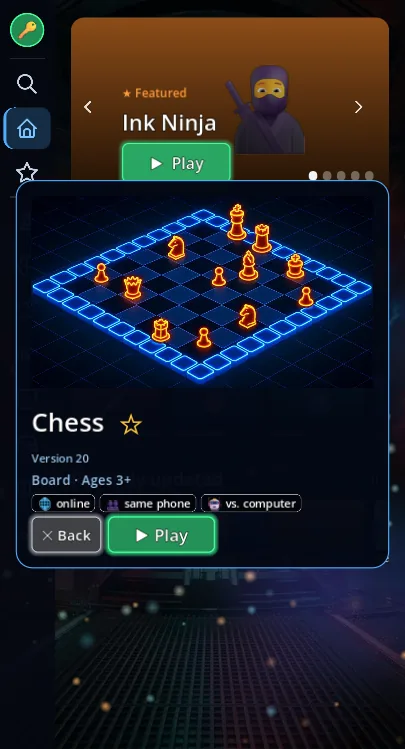 ★ Featured
Ink Ninja
▶ Play
Chess ☆
Version 20
Board · Ages 3+
online
same phone
vs. computer
× Back
▶ Play